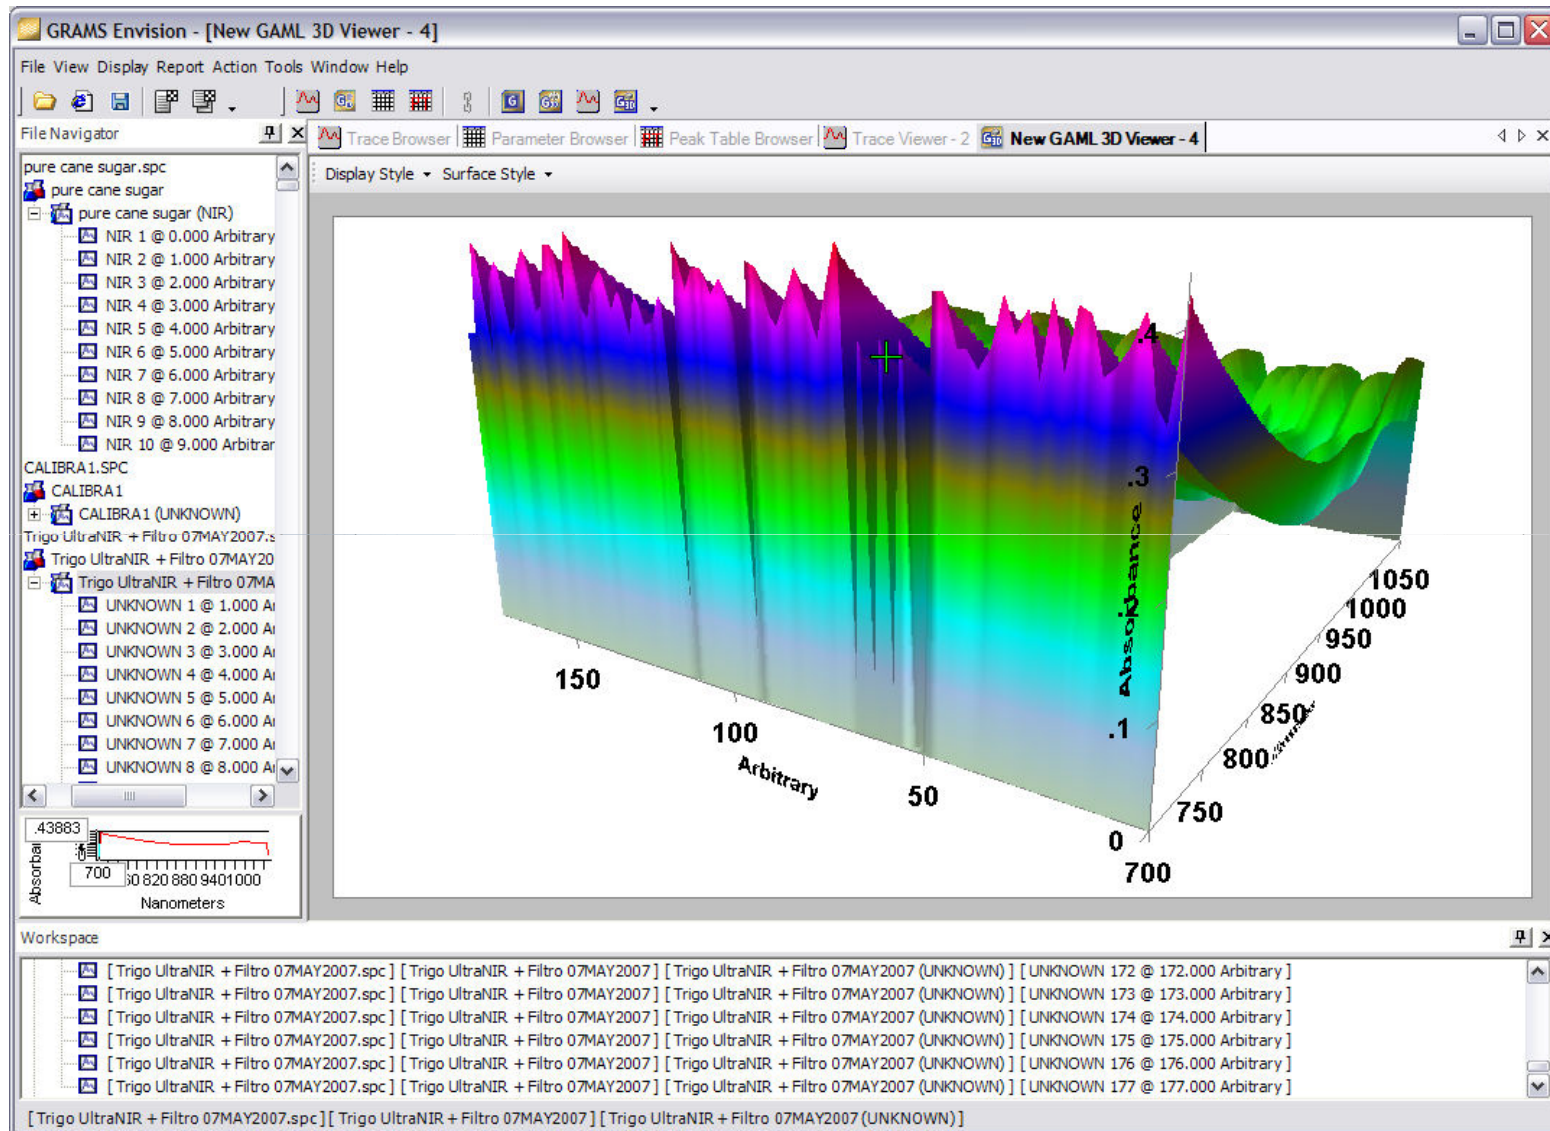 GRAMS Envision - [New GAML 3D Viewer - 4]
File View Display Report Action Tools Window Help
File Navigator
Trace Browser Parameter Browser Peak Table Browser Trace Viewer - 2 New GAML 3D Viewer - 4
Display Style Surface Style
pure cane sugar.spc
pure cane sugar
pure cane sugar (NIR)
NIR 1 @ 0.000 Arbitrary
NIR 2 @ 1.000 Arbitrary
NIR 3 @ 2.000 Arbitrary
NIR 4 @ 3.000 Arbitrary
NIR 5 @ 4.000 Arbitrary
NIR 6 @ 5.000 Arbitrary
NIR 7 @ 6.000 Arbitrary
NIR 8 @ 7.000 Arbitrary
NIR 9 @ 8.000 Arbitrary
NIR 10 @ 9.000 Arbitrar
CALIBRA1.SPC
CALIBRA1
CALIBRA1 (UNKNOWN)
Trigo UltraNIR + Filtro 07MAY2007.s
Trigo UltraNIR + Filtro 07MAY20
Trigo UltraNIR + Filtro 07MA
UNKNOWN 1 @ 1.000 Ar
UNKNOWN 2 @ 2.000 Ar
UNKNOWN 3 @ 3.000 Ar
UNKNOWN 4 @ 4.000 Ar
UNKNOWN 5 @ 5.000 Ar
UNKNOWN 6 @ 6.000 Ar
UNKNOWN 7 @ 7.000 Ar
UNKNOWN 8 @ 8.000 Ar
.4
.3
.1
0
Absorbance
150
100
50
Arbitrary
700
750
800
850
900
950
1000
1050
.43883
Absorbar
700
820 880 940 1000
Nanometers
Workspace
[ Trigo UltraNIR + Filtro 07MAY2007.spc ] [ Trigo UltraNIR + Filtro 07MAY2007 ] [ Trigo UltraNIR + Filtro 07MAY2007 (UNKNOWN) ] [ UNKNOWN 172 @ 172.000 Arbitrary ]
[ Trigo UltraNIR + Filtro 07MAY2007.spc ] [ Trigo UltraNIR + Filtro 07MAY2007 ] [ Trigo UltraNIR + Filtro 07MAY2007 (UNKNOWN) ] [ UNKNOWN 173 @ 173.000 Arbitrary ]
[ Trigo UltraNIR + Filtro 07MAY2007.spc ] [ Trigo UltraNIR + Filtro 07MAY2007 ] [ Trigo UltraNIR + Filtro 07MAY2007 (UNKNOWN) ] [ UNKNOWN 174 @ 174.000 Arbitrary ]
[ Trigo UltraNIR + Filtro 07MAY2007.spc ] [ Trigo UltraNIR + Filtro 07MAY2007 ] [ Trigo UltraNIR + Filtro 07MAY2007 (UNKNOWN) ] [ UNKNOWN 175 @ 175.000 Arbitrary ]
[ Trigo UltraNIR + Filtro 07MAY2007.spc ] [ Trigo UltraNIR + Filtro 07MAY2007 ] [ Trigo UltraNIR + Filtro 07MAY2007 (UNKNOWN) ] [ UNKNOWN 176 @ 176.000 Arbitrary ]
[ Trigo UltraNIR + Filtro 07MAY2007.spc ] [ Trigo UltraNIR + Filtro 07MAY2007 ] [ Trigo UltraNIR + Filtro 07MAY2007 (UNKNOWN) ] [ UNKNOWN 177 @ 177.000 Arbitrary ]
[ Trigo UltraNIR + Filtro 07MAY2007.spc ] [ Trigo UltraNIR + Filtro 07MAY2007 ] [ Trigo UltraNIR + Filtro 07MAY2007 (UNKNOWN) ]